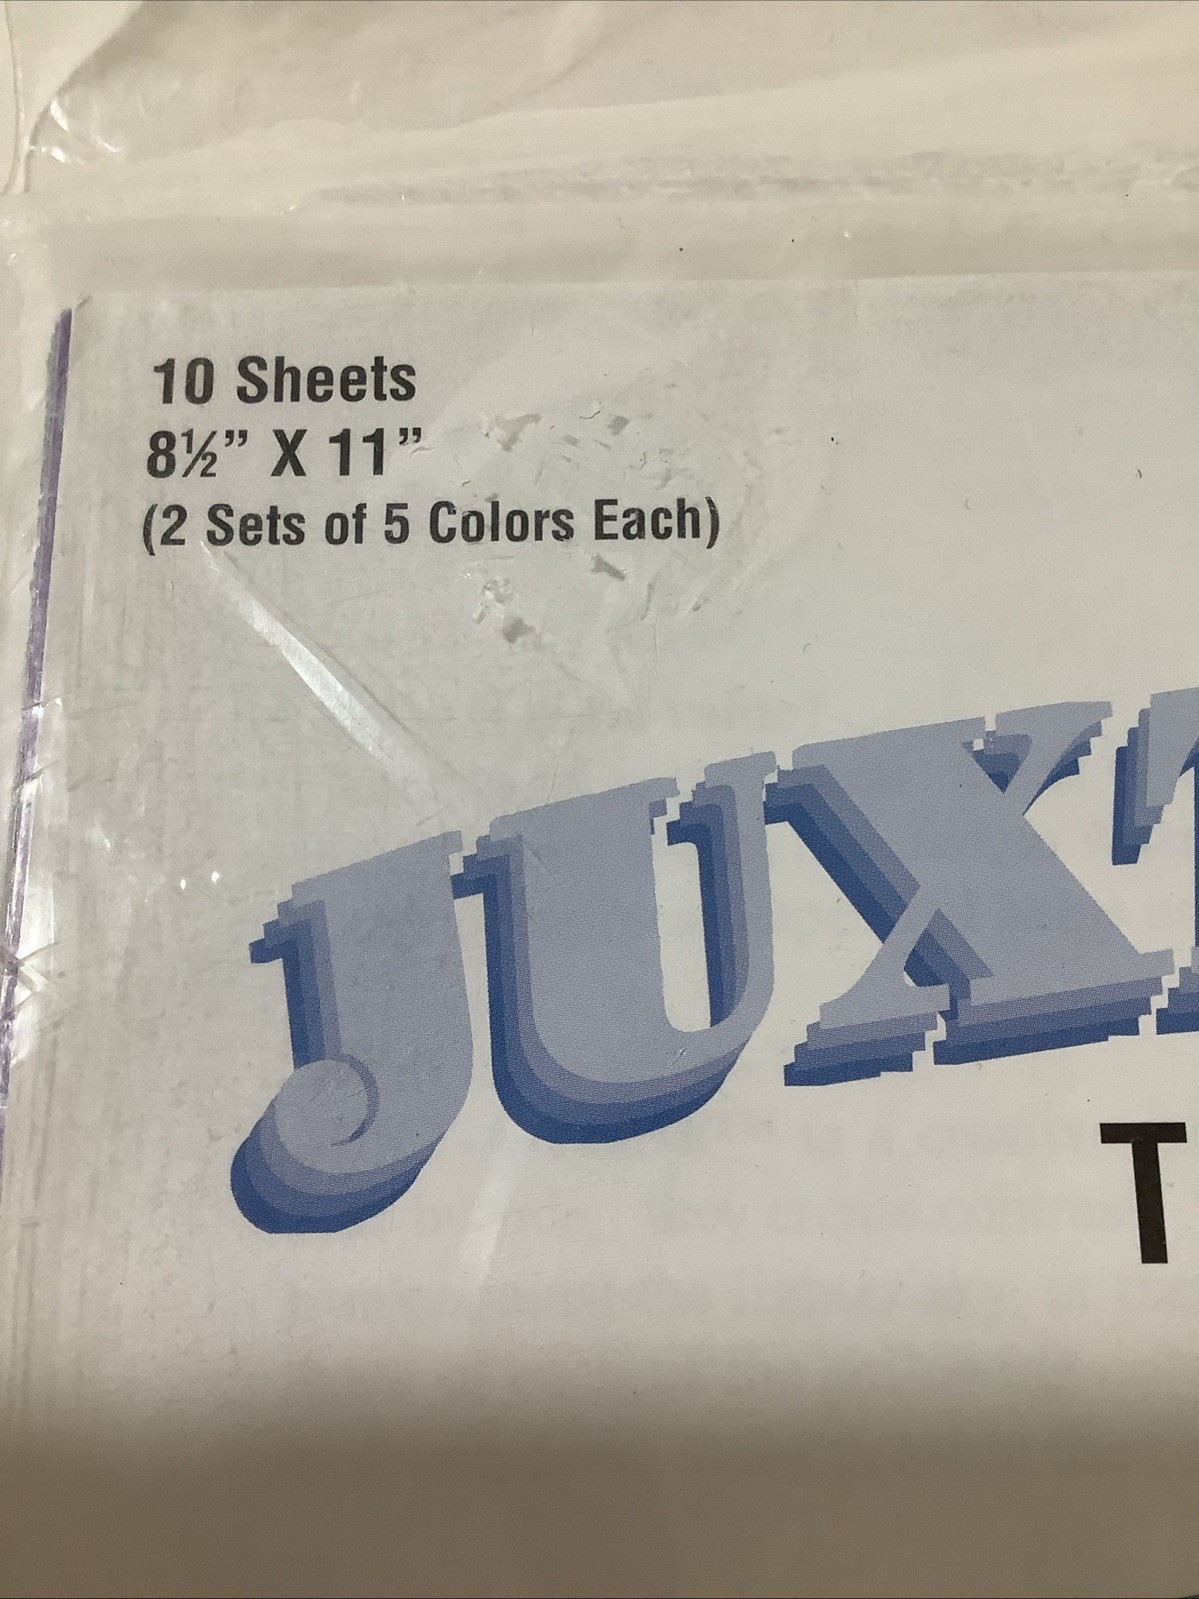 10 Sheets
8½” X 11”
(2 Sets of 5 Colors Each)
JUX
T